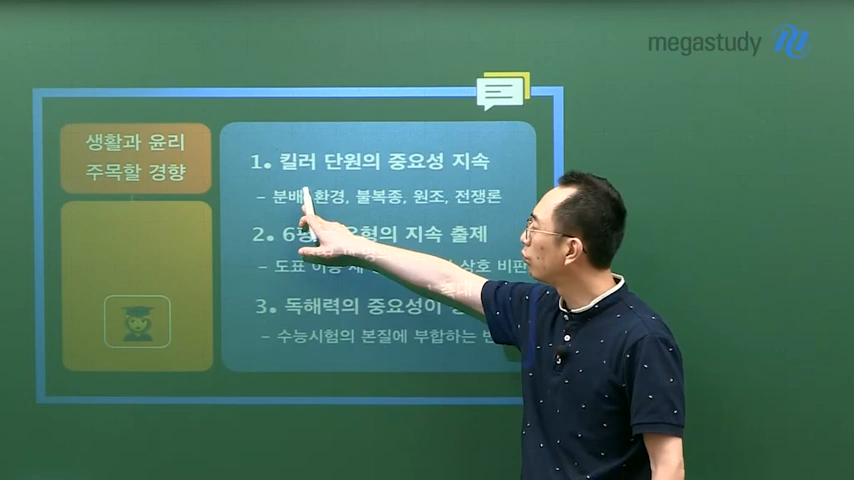 megastudy
생활과 윤리
주목할 경향
1. 킬러 단원의 중요성 지속
- 분배, 환경, 불복종, 원조, 전쟁론
2. 6평 유형의 지속 출제
- 도표 상호 비판
3. 독해력의 중요성이
- 수능시험의 본질에 부합하는